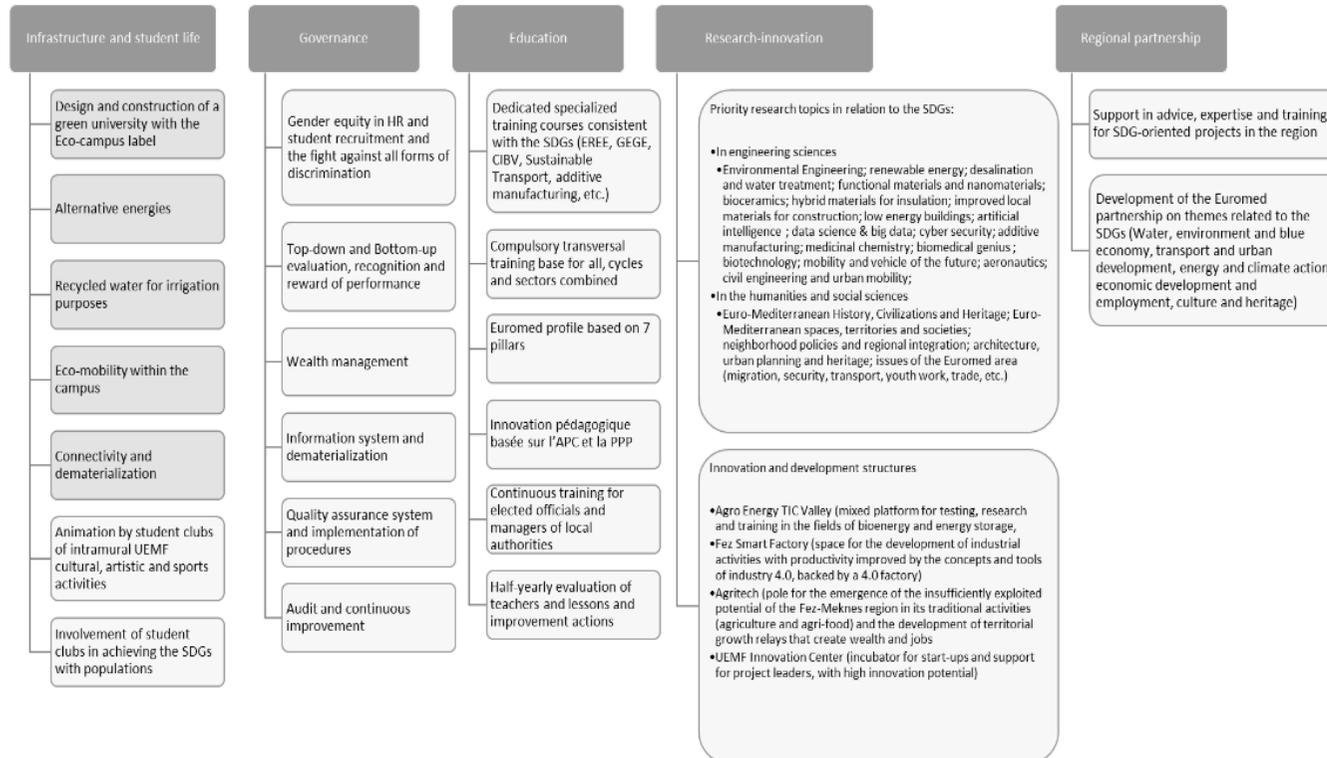 Infrastructure and student life
Design and construction of a
green university with the
Eco-campus label
Alternative energies
Recycled water for irrigation
purposes
Eco-mobility within the
campus
Connectivity and
dematerialization
Animation by student clubs
of intramural UEMF
cultural, artistic and sports
activities
Involvement of student
clubs in achieving the SDGs
with populations
Governance
Gender equity in HR and
student recruitment and
the fight against all forms of
discrimination
Top-down and Bottom-up
evaluation, recognition and
reward of performance
Wealth management
Information system and
dematerialization
Quality assurance system
and implementation of
procedures
Audit and continuous
improvement
Education
Dedicated specialized
training courses consistent
with the SDGs (EREE, GEGE,
CIBV, Sustainable
Transport, additive
manufacturing, etc.)
Compulsory transversal
training base for all, cycles
and sectors combined
Euromed profile based on 7
pillars
Innovation pédagogique
basée sur l'APC et la PPP
Continuous training for
elected officials and
managers of local
authorities
Half-yearly evaluation of
teachers and lessons and
improvement actions
Research-innovation
Priority research topics in relation to the SDGs:
•In engineering sciences
•Environmental Engineering; renewable energy; desalination
and water treatment; functional materials and nanomaterials;
bioceramics; hybrid materials for insulation; improved local
materials for construction; low energy buildings; artificial
intelligence ; data science & big data; cyber security; additive
manufacturing; medicinal chemistry; biomedical genius ;
biotechnology; mobility and vehicle of the future; aeronautics;
civil engineering and urban mobility;
•In the humanities and social sciences
•Euro-Mediterranean History, Civilizations and Heritage; Euro-
Mediterranean spaces, territories and societies;
neighborhood policies and regional integration; architecture,
urban planning and heritage; issues of the Euromed area
(migration, security, transport, youth work, trade, etc.)
Innovation and development structures
•Agro Energy TIC Valley (mixed platform for testing, research
and training in the fields of bioenergy and energy storage,
•Fez Smart Factory (space for the development of industrial
activities with productivity improved by the concepts and tools
of industry 4.0, backed by a 4.0 factory)
•Agritech (pole for the emergence of the insufficiently exploited
potential of the Fez-Meknes region in its traditional activities
(agriculture and agri-food) and the development of territorial
growth relays that create wealth and jobs
•UEMF Innovation Center (incubator for start-ups and support
for project leaders, with high innovation potential)
Regional partnership
Support in advice, expertise and training
for SDG-oriented projects in the region
Development of the Euromed
partnership on themes related to the
SDGs (Water, environment and blue
economy, transport and urban
development, energy and climate action
economic development and
employment, culture and heritage)